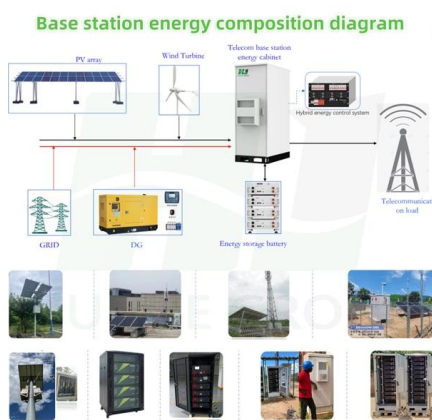 Base station energy composition diagram
PV array
Wind Turbine
Telecom base station
energy cabinet
Hybrid energy control system
Telecommunicat
on load
GRID
DG
Energy storage battery